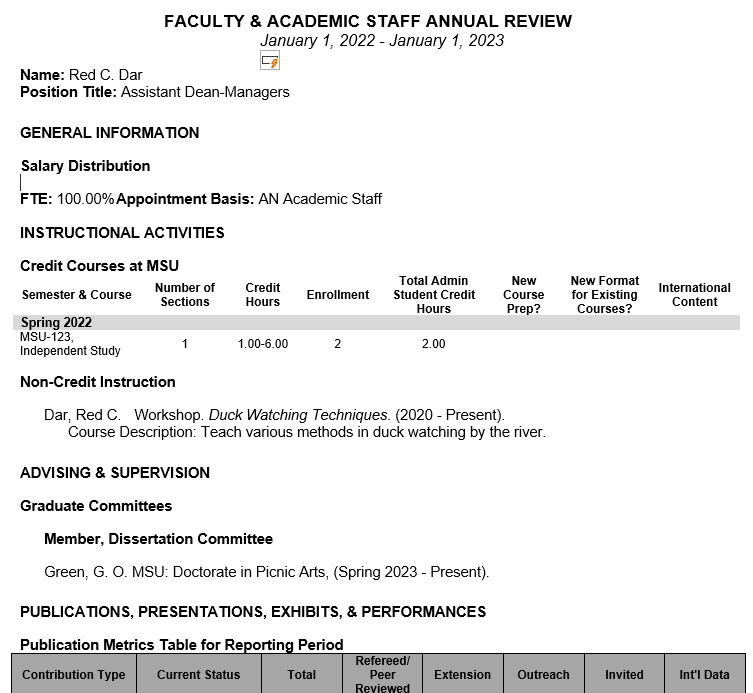 FACULTY & ACADEMIC STAFF ANNUAL REVIEW
January 1, 2022 - January 1, 2023
Name: Red C. Dar
Position Title: Assistant Dean-Managers
GENERAL INFORMATION
Salary Distribution
FTE: 100.00%Appointment Basis: AN Academic Staff
INSTRUCTIONAL ACTIVITIES
Credit Courses at MSU
Semester & Course Number of Sections Credit Hours Enrollment Total Admin Student Credit Hours New Course Prep? New Format for Existing Courses? International Content
Spring 2022
MSU-123, Independent Study 1 1.00-6.00 2 2.00
Non-Credit Instruction
Dar, Red C. Workshop. Duck Watching Techniques. (2020 - Present).
Course Description: Teach various methods in duck watching by the river.
ADVISING & SUPERVISION
Graduate Committees
Member, Dissertation Committee
Green, G. O. MSU: Doctorate in Picnic Arts, (Spring 2023 - Present).
PUBLICATIONS, PRESENTATIONS, EXHIBITS, & PERFORMANCES
Publication Metrics Table for Reporting Period
Contribution Type Current Status Total Refereed/ Peer Reviewed Extension Outreach Invited Int'l Data